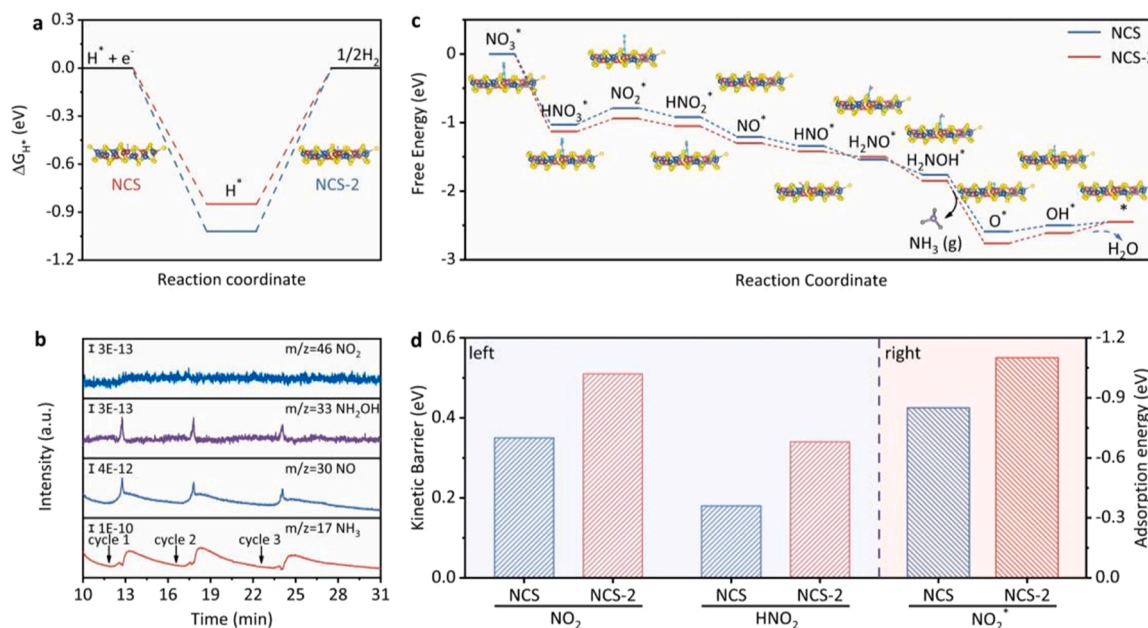 a
0.3
0.0
-0.3
-0.6
-0.9
-1.2
ΔG_H* (eV)
H* + e-
1/2H2
NCS
H*
NCS-2
Reaction coordinate
c
NCS
NCS-2
0
-1
-2
-3
Free Energy (eV)
NO3*
HNO3*
NO2*
HNO2*
NO*
HNO*
H2NO*
H2NOH*
NH3 (g)
O*
OH*
*
H2O
Reaction Coordinate
b
3E-13
m/z=46 NO2
3E-13
m/z=33 NH2OH
4E-12
m/z=30 NO
1E-10
m/z=17 NH3
cycle 1
cycle 2
cycle 3
Intensity (a.u.)
10 13 16 19 22 25 28 31
Time (min)
d
left
right
0.6
0.4
0.2
0.0
Kinetic Barrier (eV)
-1.2
-0.9
-0.6
-0.3
0.0
Adsorption energy (eV)
NCS NCS-2 NCS NCS-2 NCS NCS-2
NO2 HNO2 NO2*